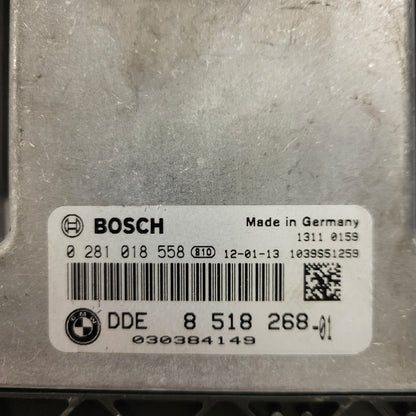 BOSCH Made in Germany
1311 0159
0 281 018 558 810 12-01-13 1039S51259
BMW DDE 8 518 268-01
030384149